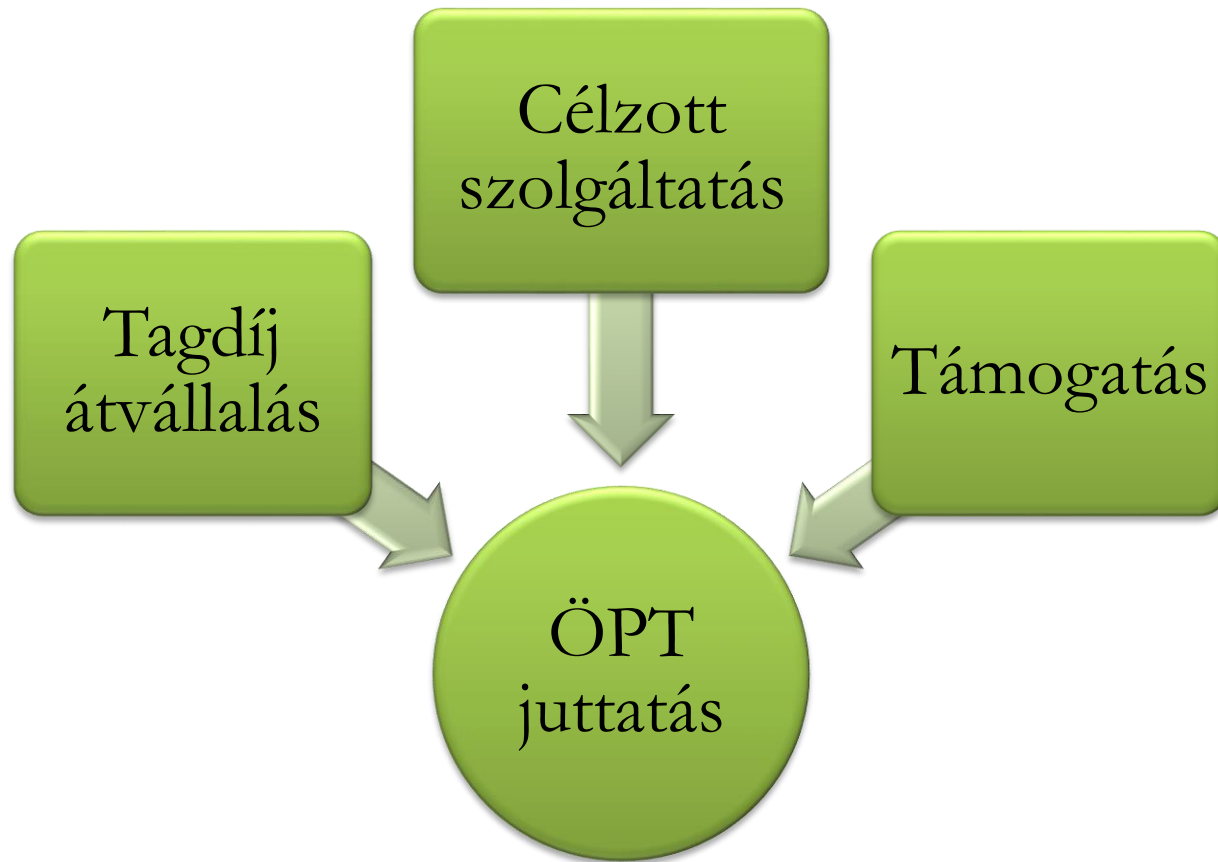 Célzott
szolgáltatás
Tagdíj
átvállalás
Támogatás
ÖPT
juttatás